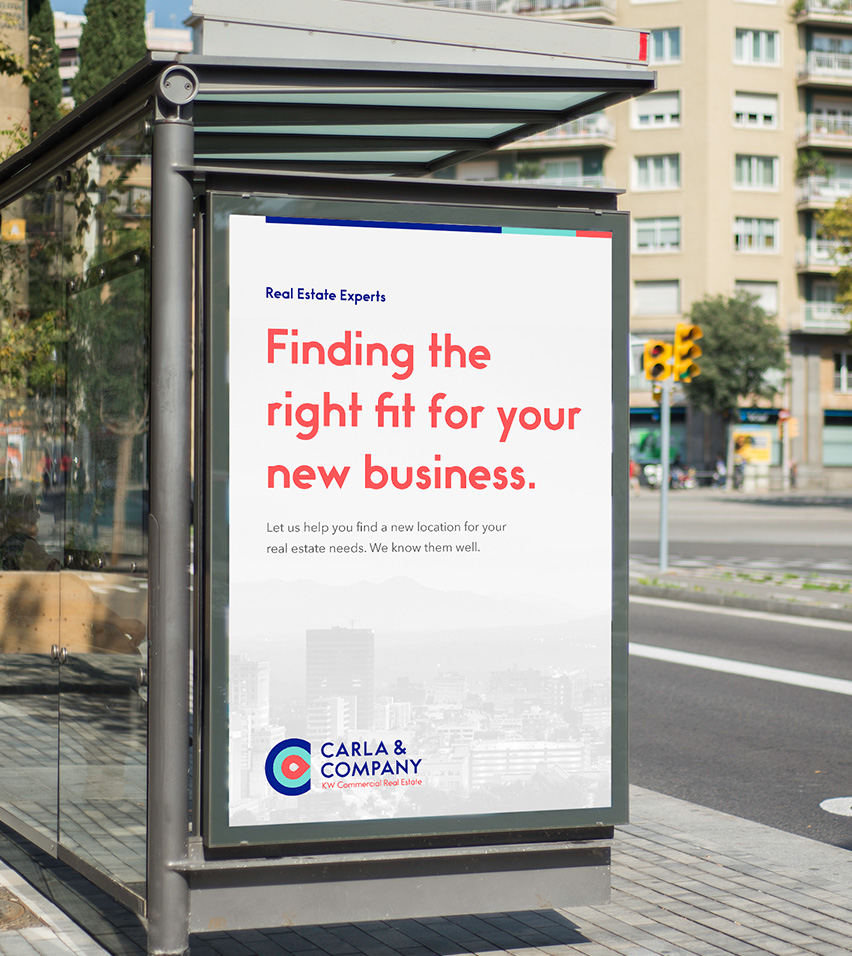 Real Estate Experts
Finding the
right fit for your
new business.
Let us help you find a new location for your
real estate needs. We know them well.
CARLA &
COMPANY
KW Commercial Real Estate